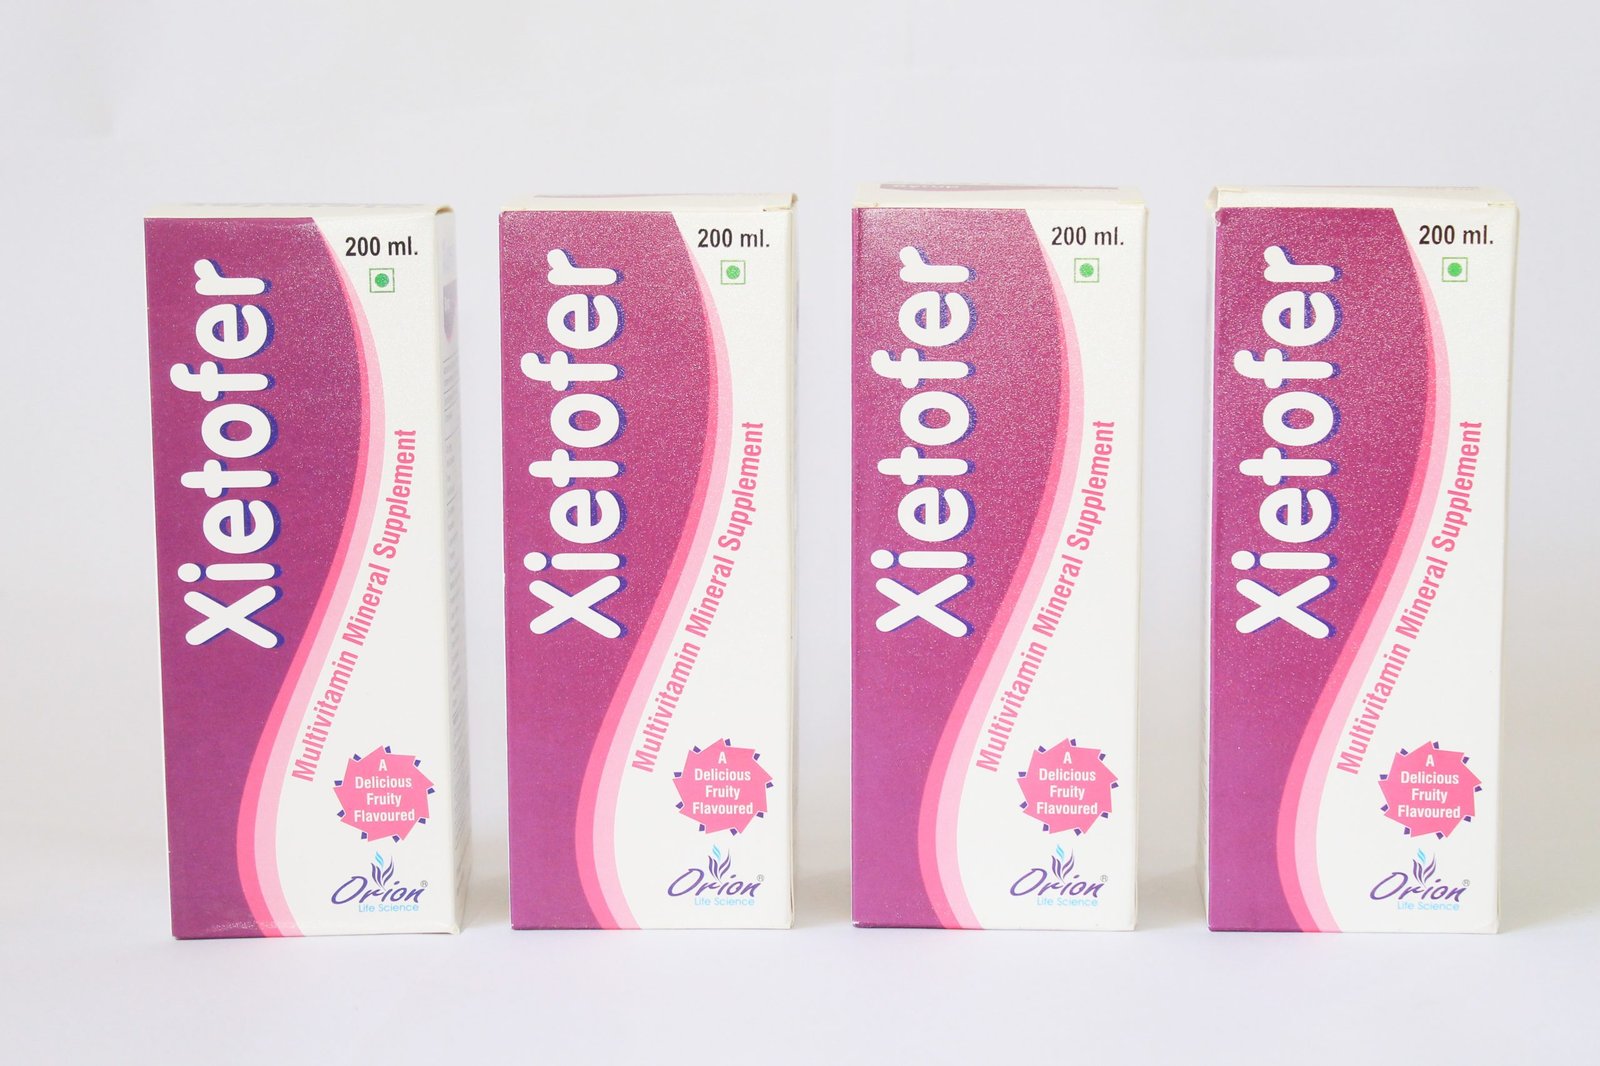 200 ml.
Xietofer
Multivitamin Mineral Supplement
A
Delicious
Fruity
Flavoured
Orion®
Life Science
200 ml.
Xietofer
Multivitamin Mineral Supplement
A
Delicious
Fruity
Flavoured
Orion®
Life Science
200 ml.
Xietofer
Multivitamin Mineral Supplement
A
Delicious
Fruity
Flavoured
Orion®
Life Science
200 ml.
Xietofer
Multivitamin Mineral Supplement
A
Delicious
Fruity
Flavoured
Orion®
Life Science